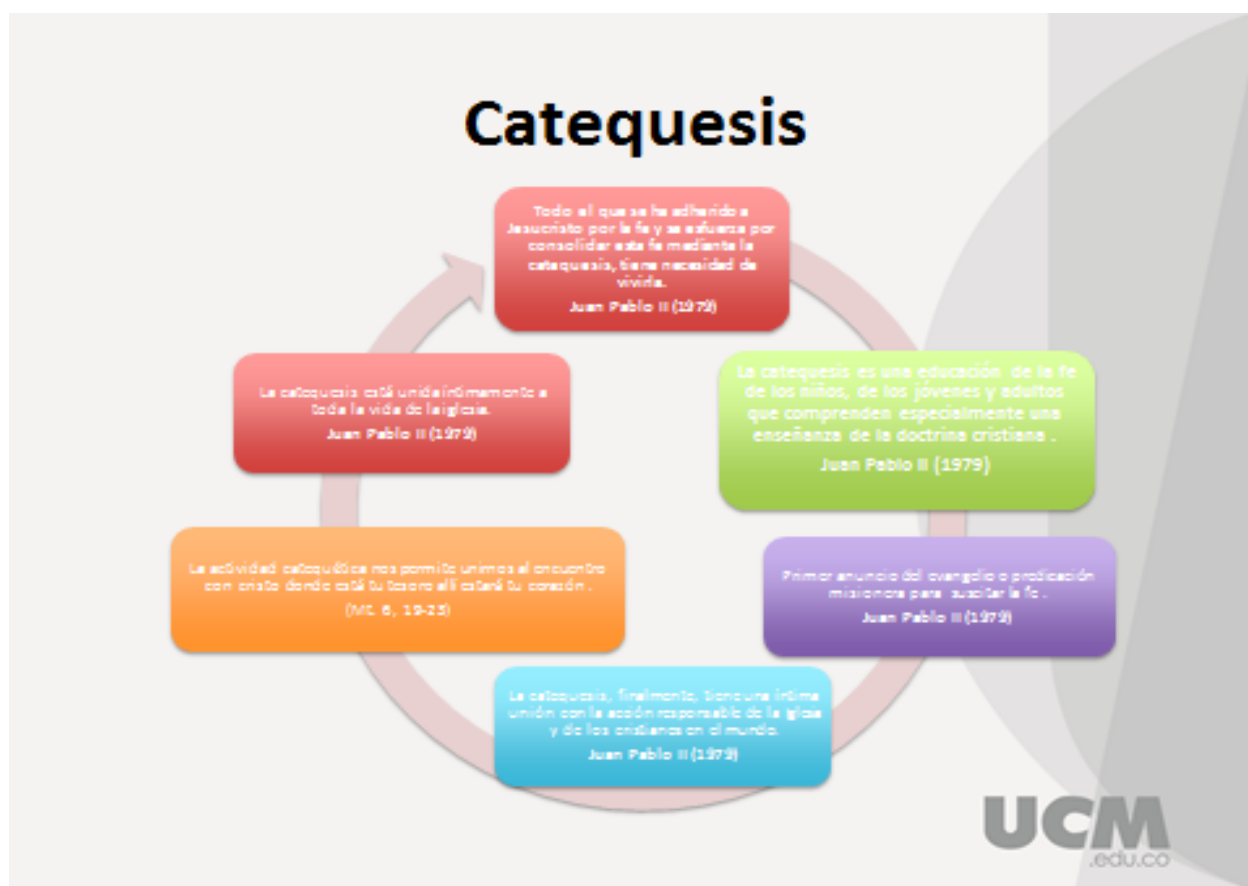 Catequesis
Todo el que se ha adherido a
Jesucristo por la fe y se esfuerza por
consolidar esta fe mediante la
catequesis, tiene necesidad de
vivirla.
Juan Pablo II (1979)
La catequesis es una educación de la fe
de los niños, de los jóvenes y adultos
que comprenden especialmente una
enseñanza de la doctrina cristiana .
Juan Pablo II (1979)
Primer anuncio del evangelio o predicación
misionera para suscitar la fe .
Juan Pablo II (1979)
La catequesis, finalmente, tiene una íntima
unión con la acción responsable de la iglesa
y de los cristianos en el mundo.
Juan Pablo II (1979)
La actividad catequética nos permite unirnos al encuentro
con cristo donde está tu tesoro allí estará tu corazón .
(Mt. 6, 19-23)
La catequesis está unida íntimamente a
toda la vida de la iglesia.
Juan Pablo II (1979)
UCM
.edu.co